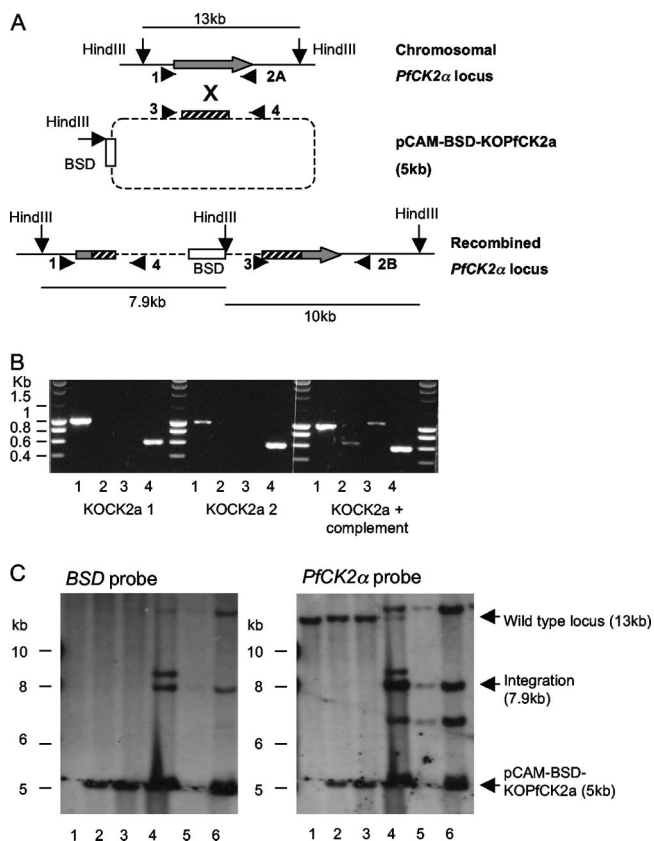 A
13kb
HindIII HindIII
1 2A
Chromosomal
PfCK2α locus
X
3 4
HindIII
BSD
pCAM-BSD-KOPfCK2a
(5kb)
HindIII HindIII HindIII
1 4 BSD 3 2B
Recombined
PfCK2α locus
7.9kb
10kb
B
Kb
1.5
1
0.8
0.6
0.4
1 2 3 4 1 2 3 4 1 2 3 4
KOCK2a 1 KOCK2a 2 KOCK2a +
complement
C
BSD probe PfCK2α probe
kb kb
10 10
8 8
6 6
5 5
Wild type locus (13kb)
Integration
(7.9kb)
pCAM-BSD-
KOPfCK2a (5kb)
1 2 3 4 5 6 1 2 3 4 5 6